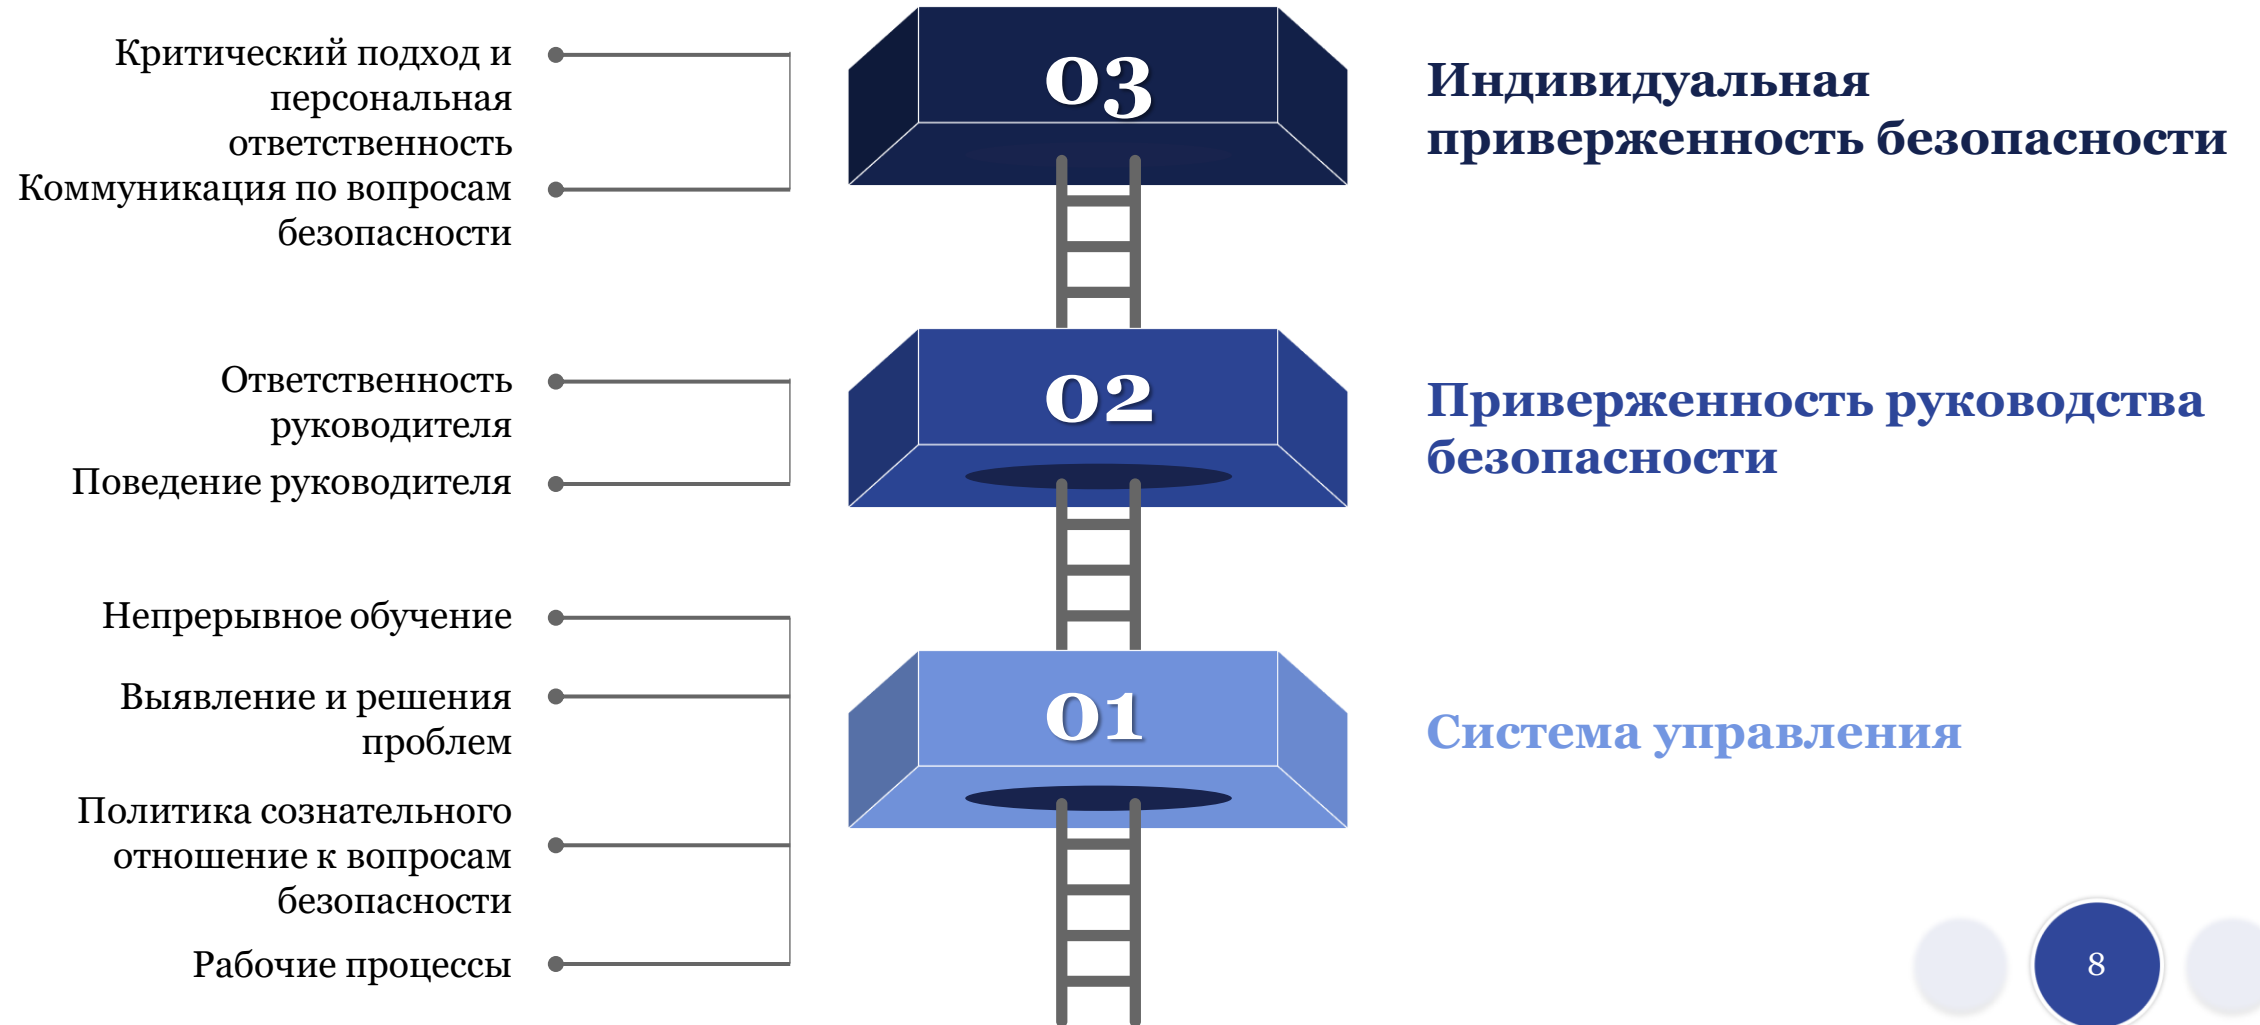 Критический подход и
персональная
ответственность
Коммуникация по вопросам
безопасности
03
Индивидуальная
приверженность безопасности
Ответственность
руководителя
Поведение руководителя
02
Приверженность руководства
безопасности
Непрерывное обучение
Выявление и решения
проблем
Политика сознательного
отношение к вопросам
безопасности
Рабочие процессы
01
Система управления
8